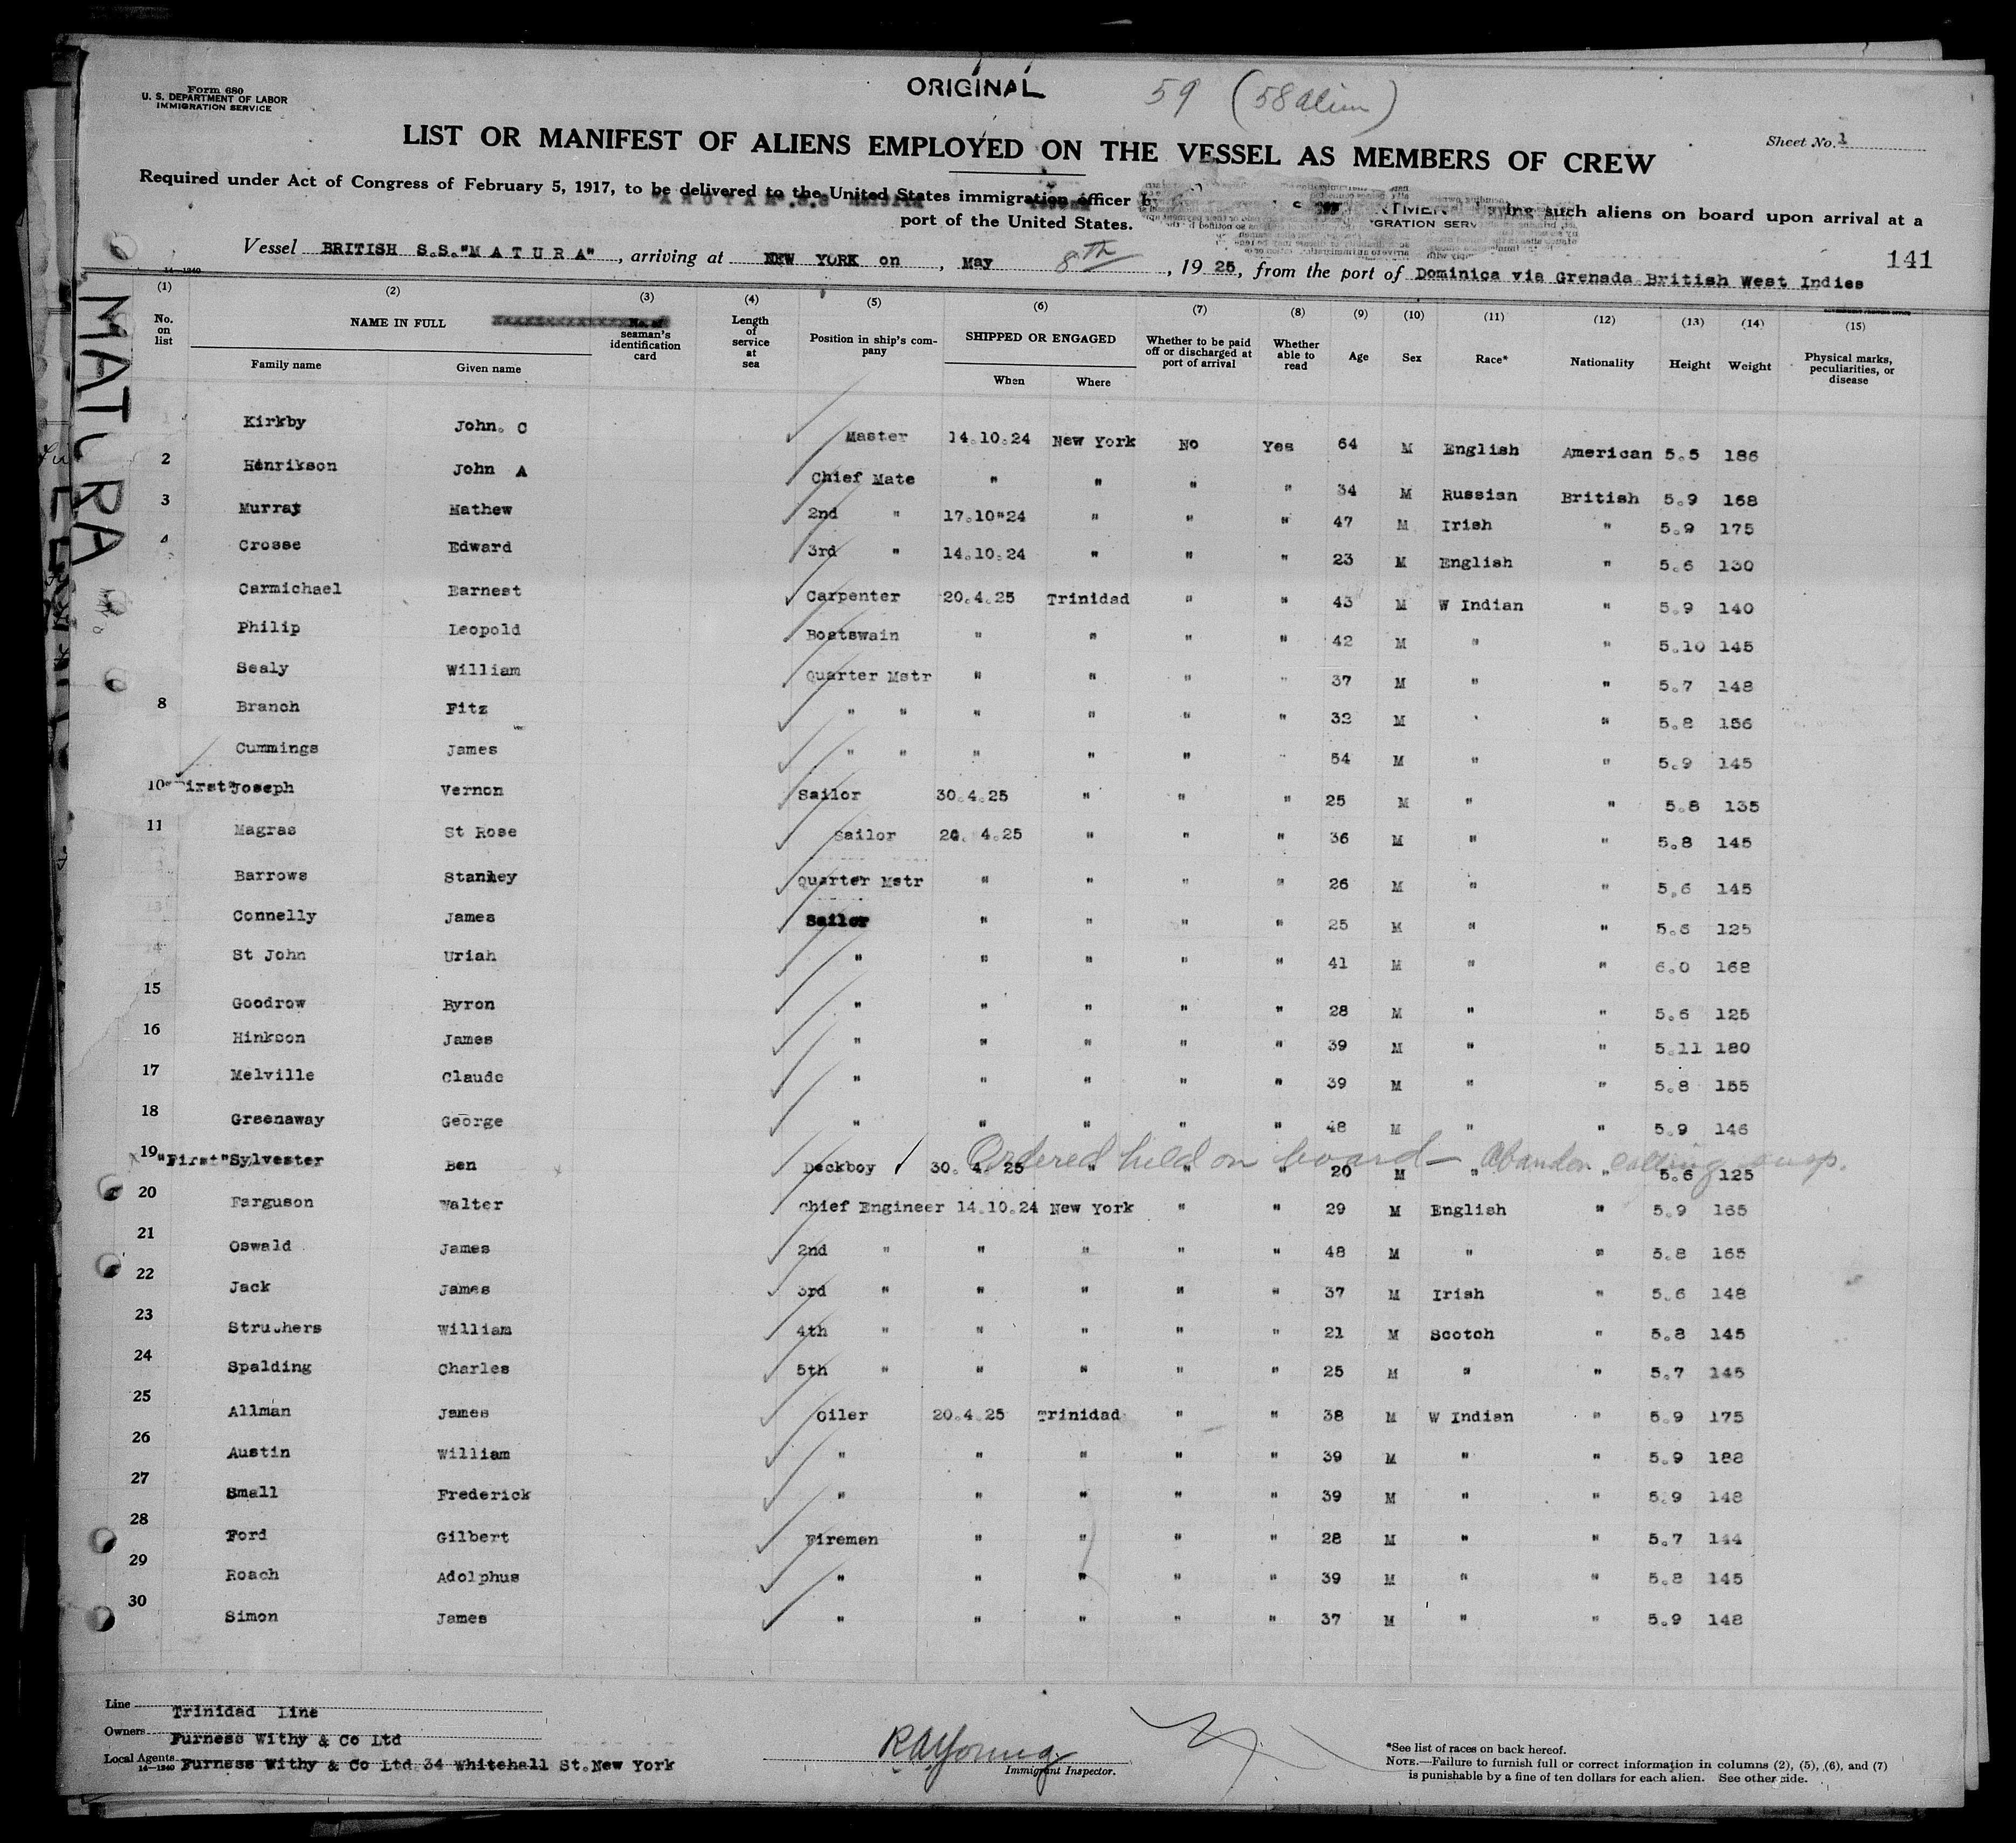 Form 680
U. S. DEPARTMENT OF LABOR
IMMIGRATION SERVICE
ORIGINAL
59 (58 alien)
LIST OR MANIFEST OF ALIENS EMPLOYED ON THE VESSEL AS MEMBERS OF CREW
Sheet No. 1
Required under Act of Congress of February 5, 1917, to be delivered to the United States immigration officer by such aliens on board upon arrival at a
port of the United States.
Vessel BRITISH S.S."M A T U R A", arriving at NEW YORK on, May 8th, 1925, from the port of Dominica via Grenada British West Indies
141
MATURA
(1) (2) (3) (4) (5) (6) (7) (8) (9) (10) (11) (12) (13) (14) (15)
No. on list NAME IN FULL No. of seaman's identification card Length of service at sea Position in ship's company SHIPPED OR ENGAGED Whether to be paid off or discharged at port of arrival Whether able to read Age Sex Race* Nationality Height Weight Physical marks, peculiarities, or disease
Family name Given name When Where
Kirkby John. C Master 14.10.24 New York No Yes 64 M English American 5.5 186
2 Henrikson John A Chief Mate " " " " 34 M Russian British 5.9 168
3 Murray Mathew 2nd " 17.10"24 " " " 47 M Irish " 5.9 175
4 Crosse Edward 3rd " 14.10.24 " " " 23 M English " 5.6 130
Carmichael Earnest Carpenter 20.4.25 Trinidad " " 43 M W Indian " 5.9 140
Philip Leopold Boatswain " " " " 42 M " " 5.10 145
Sealy William Quarter Mstr " " " " 37 M " " 5.7 148
8 Branch Fitz " " " " " " 32 M " " 5.8 156
Cummings James " " " " " 54 M " " 5.9 145
10 "First" Joseph Vernon Sailor 30.4.25 " " " 25 M " " 5.8 135
11 Magras St Rose Sailor 20. 4.25 " " " 36 M " " 5.8 145
Barrows Stanley Quarter Mstr " " " " 26 M " " 5.6 145
Connelly James Sailor " " " " 25 M " " 5.6 125
14 St John Uriah " " " " " 41 M " " 6.0 168
15 Goodrow Byron " " " " " 28 M " " 5.6 125
16 Hinkson James " " " " " 39 M " " 5.11 180
17 Melville Claude " " " " " 39 M " " 5.8 155
18 Greenaway George " " " " " 48 M " " 5.9 146
Ordered held on board — Abandon calling susp.
19 "First" Sylvester Ben Deckboy 30. 4. 25 " " " 20 M " " 5.6 125
20 Farguson Walter Chief Engineer 14.10.24 New York " " 29 M English " 5.9 165
21 Oswald James 2nd " " " " " 48 M " " 5.8 165
22 Jack James 3rd " " " " " 37 M Irish " 5.6 148
23 Struthers William 4th " " " " " 21 M Scotch " 5.8 145
24 Spalding Charles 5th " " " " " 25 M " " 5.7 145
25 Allman James Oiler 20.4.25 Trinidad " " 38 M W Indian " 5.9 175
26 Austin William " " " " " 39 M " " 5.9 188
27 Small Frederick " " " " " 39 M " " 5.9 148
28 Ford Gilbert Fireman " " " " 28 M " " 5.7 144
29 Roach Adolphus " " " " " 39 M " " 5.8 145
30 Simon James " " " " " 37 M " " 5.9 148
Line Trinidad Line
Owners Furness Withy & Co Ltd
Local Agents Furness Withy & Co Ltd 34 Whitehall St. New York
14—1240
RAYoung
Immigrant Inspector.
*See list of races on back hereof.
NOTE.—Failure to furnish full or correct information in columns (2), (5), (6), and (7)
is punishable by a fine of ten dollars for each alien. See other side.